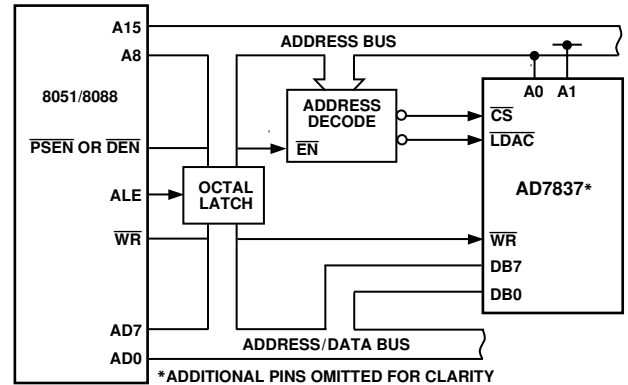 A15
ADDRESS BUS
A8
8051/8088
ADDRESS
DECODE
A0 A1
CS
PSEN OR DEN
EN
LDAC
ALE
OCTAL
LATCH
AD7837*
WR
WR
DB7
DB0
AD7
ADDRESS/DATA BUS
AD0
*ADDITIONAL PINS OMITTED FOR CLARITY